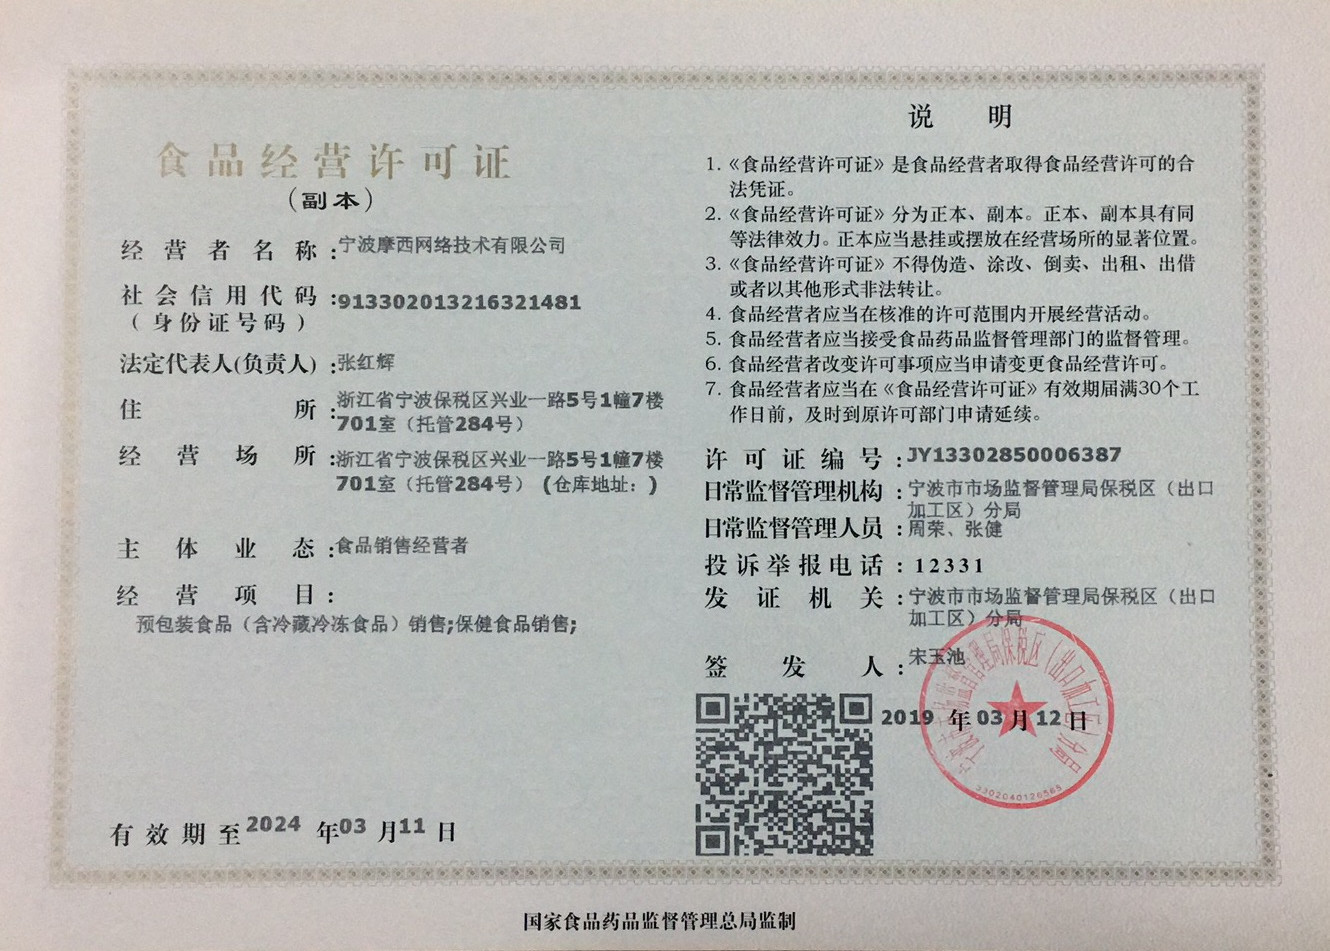 食品经营许可证
(副本)
经营者名称:宁波摩西网络技术有限公司
社会信用代码:913302013216321481
(身份证号码)
法定代表人(负责人):张红辉
住所:浙江省宁波保税区兴业一路5号1幢7楼
701室（托管284号）
经营场所:浙江省宁波保税区兴业一路5号1幢7楼
701室（托管284号）(仓库地址：)
主体业态:食品销售经营者
经营项目:
预包装食品（含冷藏冷冻食品）销售;保健食品销售;
有效期至2024年03月11日
说明
1.《食品经营许可证》是食品经营者取得食品经营许可的合
法凭证。
2.《食品经营许可证》分为正本、副本。正本、副本具有同
等法律效力。正本应当悬挂或摆放在经营场所的显著位置。
3.《食品经营许可证》不得伪造、涂改、倒卖、出租、出借
或者以其他形式非法转让。
4. 食品经营者应当在核准的许可范围内开展经营活动。
5. 食品经营者应当接受食品药品监督管理部门的监督管理。
6. 食品经营者改变许可事项应当申请变更食品经营许可。
7. 食品经营者应当在《食品经营许可证》有效期届满30个工
作日前，及时到原许可部门申请延续。
许可证编号:JY13302850006387
日常监督管理机构:宁波市市场监督管理局保税区（出口
加工区）分局
日常监督管理人员:周荣、张健
投诉举报电话:12331
发证机关:宁波市市场监督管理局保税区（出口
加工区）分局
签发人:宋玉池
2019年03月12日
宁波市市场监督管理局保税区(出口加工区)分局
3302040126565
国家食品药品监督管理总局监制